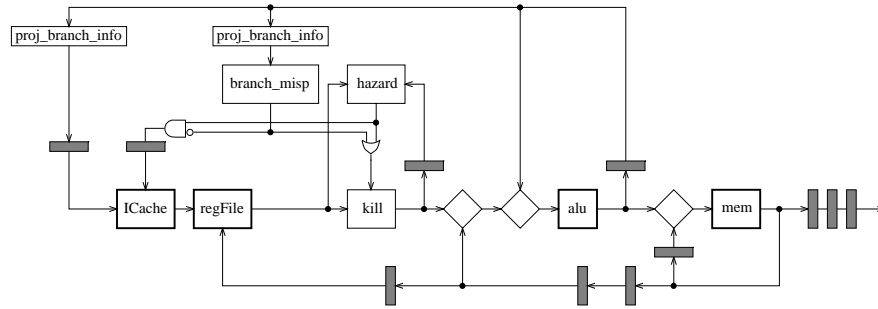 proj_branch_info
proj_branch_info
branch_misp
hazard
ICache
regFile
kill
alu
mem